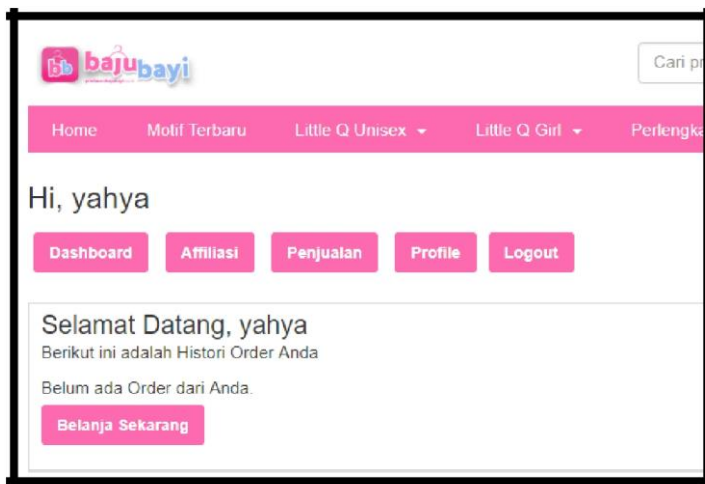 bb bajubayi
Cari pr
Home Motif Terbaru Little Q Unisex Little Q Girl Perlengka
Hi, yahya
Dashboard Affiliasi Penjualan Profile Logout
Selamat Datang, yahya
Berikut ini adalah Histori Order Anda
Belum ada Order dari Anda.
Belanja Sekarang